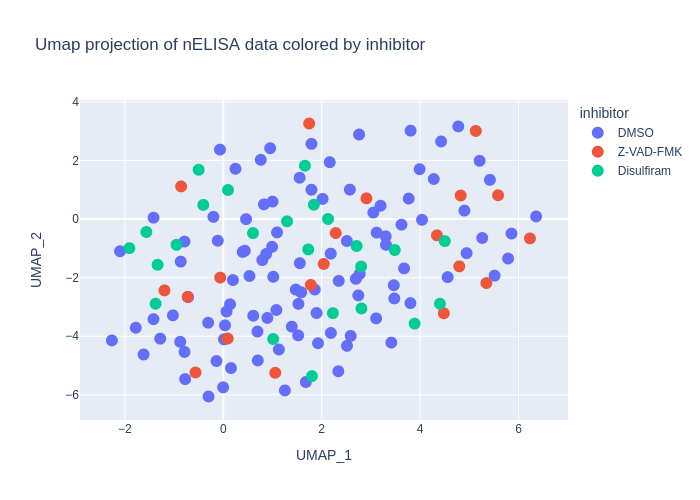 Umap projection of nELISA data colored by inhibitor
inhibitor
DMSO
Z-VAD-FMK
Disulfiram
4
2
0
−2
−4
−6
UMAP_2
−2
0
2
4
6
UMAP_1